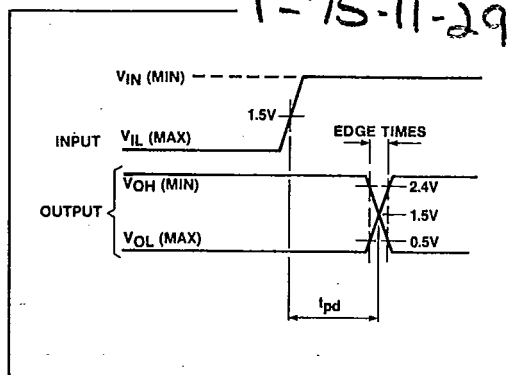 T-75-11-29
VIN (MIN)
1.5V
EDGE TIMES
INPUT
VIL (MAX)
VOH (MIN)
2.4V
OUTPUT
1.5V
VOL (MAX)
0.5V
tpd